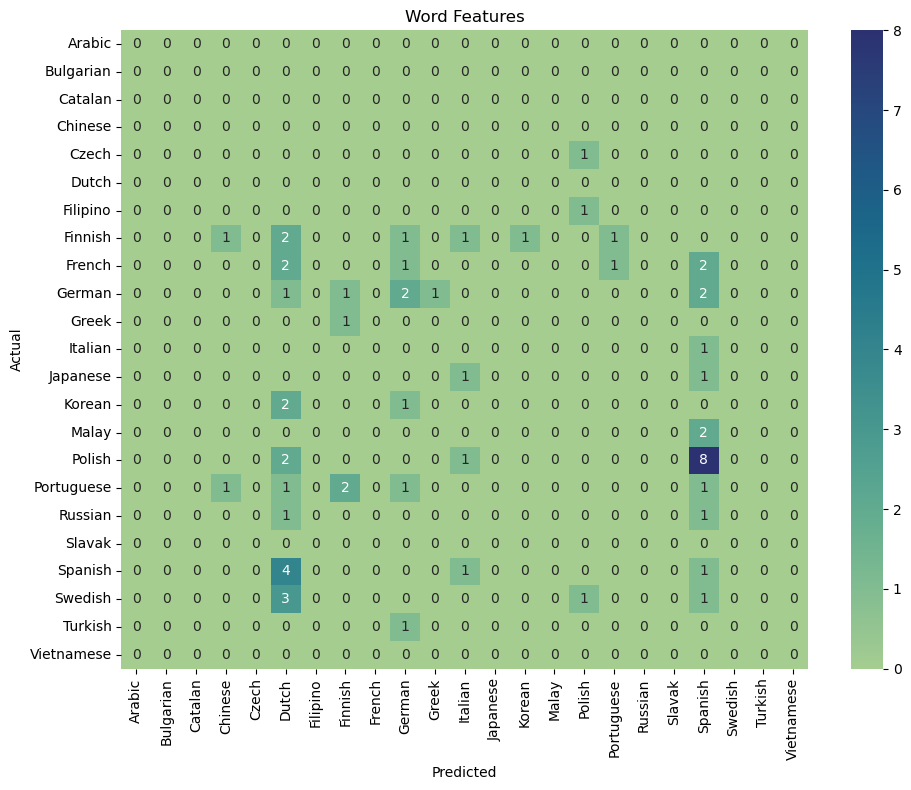 Word Features
Arabic 0 0 0 0 0 0 0 0 0 0 0 0 0 0 0 0 0 0 0 0 0 0 0
Bulgarian 0 0 0 0 0 0 0 0 0 0 0 0 0 0 0 0 0 0 0 0 0 0 0
Catalan 0 0 0 0 0 0 0 0 0 0 0 0 0 0 0 0 0 0 0 0 0 0 0
Chinese 0 0 0 0 0 0 0 0 0 0 0 0 0 0 0 0 0 0 0 0 0 0 0
Czech 0 0 0 0 0 0 0 0 0 0 0 0 0 0 0 1 0 0 0 0 0 0 0
Dutch 0 0 0 0 0 0 0 0 0 0 0 0 0 0 0 0 0 0 0 0 0 0 0
Filipino 0 0 0 0 0 0 0 0 0 0 0 0 0 0 0 1 0 0 0 0 0 0 0
Finnish 0 0 0 1 0 2 0 0 0 1 0 1 0 1 0 0 1 0 0 0 0 0 0
French 0 0 0 0 0 2 0 0 0 1 0 0 0 0 0 0 1 0 0 2 0 0 0
German 0 0 0 0 0 1 0 1 0 2 1 0 0 0 0 0 0 0 0 2 0 0 0
Greek 0 0 0 0 0 0 0 1 0 0 0 0 0 0 0 0 0 0 0 0 0 0 0
Italian 0 0 0 0 0 0 0 0 0 0 0 0 0 0 0 0 0 0 0 1 0 0 0
Japanese 0 0 0 0 0 0 0 0 0 0 0 1 0 0 0 0 0 0 0 1 0 0 0
Korean 0 0 0 0 0 2 0 0 0 1 0 0 0 0 0 0 0 0 0 0 0 0 0
Malay 0 0 0 0 0 0 0 0 0 0 0 0 0 0 0 0 0 0 0 2 0 0 0
Polish 0 0 0 0 0 2 0 0 0 0 0 1 0 0 0 0 0 0 0 8 0 0 0
Portuguese 0 0 0 1 0 1 0 2 0 1 0 0 0 0 0 0 0 0 0 1 0 0 0
Russian 0 0 0 0 0 1 0 0 0 0 0 0 0 0 0 0 0 0 0 1 0 0 0
Slavak 0 0 0 0 0 0 0 0 0 0 0 0 0 0 0 0 0 0 0 0 0 0 0
Spanish 0 0 0 0 0 4 0 0 0 0 0 1 0 0 0 0 0 0 0 1 0 0 0
Swedish 0 0 0 0 0 3 0 0 0 0 0 0 0 0 0 1 0 0 0 1 0 0 0
Turkish 0 0 0 0 0 0 0 0 0 1 0 0 0 0 0 0 0 0 0 0 0 0 0
Vietnamese 0 0 0 0 0 0 0 0 0 0 0 0 0 0 0 0 0 0 0 0 0 0 0
Actual
Arabic
Bulgarian
Catalan
Chinese
Czech
Dutch
Filipino
Finnish
French
German
Greek
Italian
Japanese
Korean
Malay
Polish
Portuguese
Russian
Slavak
Spanish
Swedish
Turkish
Vietnamese
Predicted
8
7
6
5
4
3
2
1
0